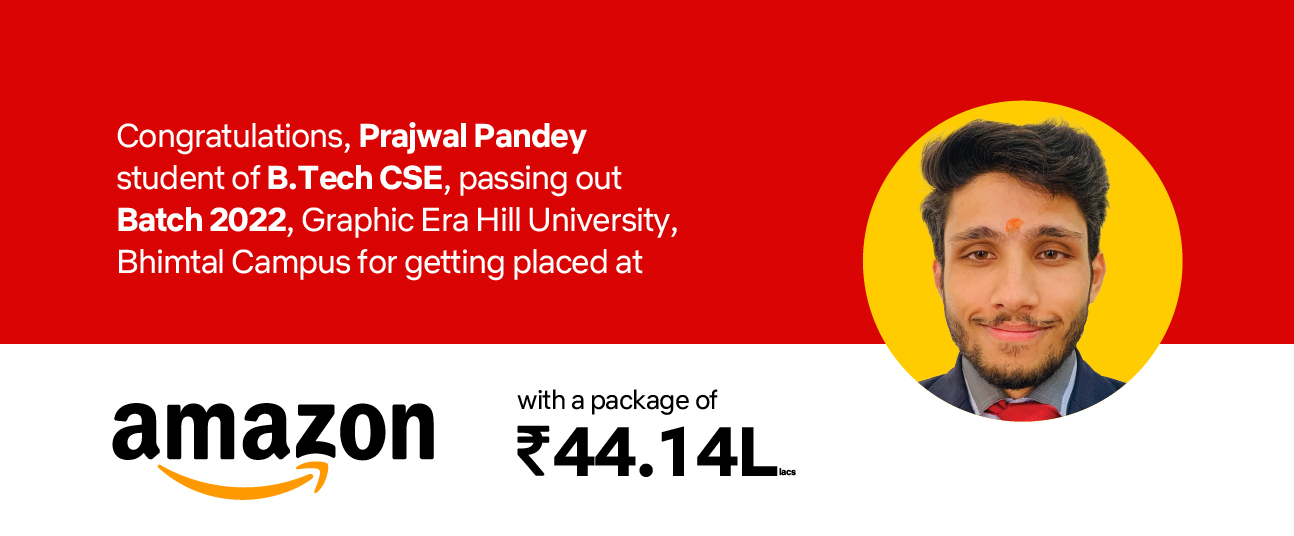 Congratulations, Prajwal Pandey
student of B.Tech CSE, passing out
Batch 2022, Graphic Era Hill University,
Bhimtal Campus for getting placed at
amazon
with a package of
₹44.14L lacs